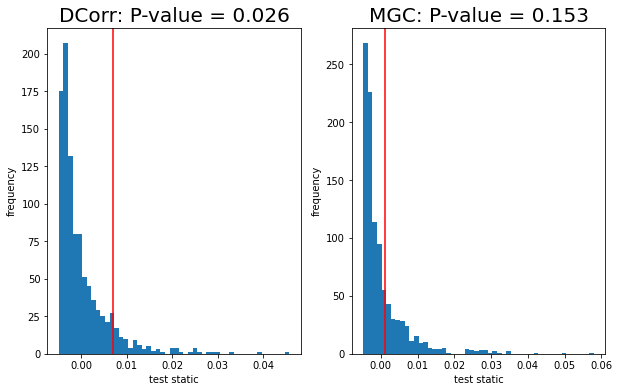 DCorr: P-value = 0.026
frequency
200
175
150
125
100
75
50
25
0
0.00 0.01 0.02 0.03 0.04
test static
MGC: P-value = 0.153
frequency
250
200
150
100
50
0
0.00 0.01 0.02 0.03 0.04 0.05 0.06
test static